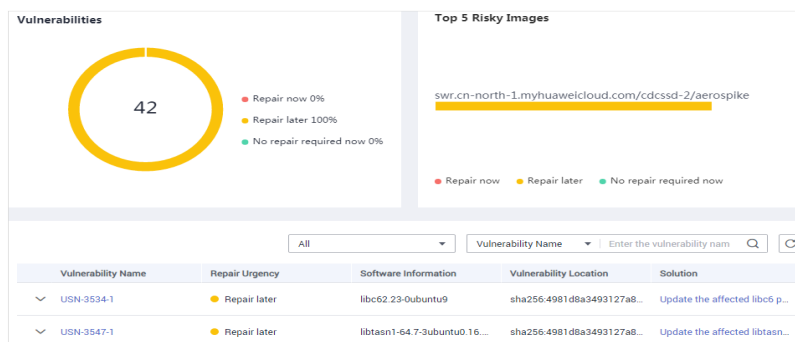 Vulnerabilities
42
Repair now 0%
Repair later 100%
No repair required now 0%
Top 5 Risky Images
swr.cn-north-1.myhuaweicloud.com/cdcssd-2/aerospike
Repair now Repair later No repair required now
All Vulnerability Name Enter the vulnerability nam
Vulnerability Name Repair Urgency Software Information Vulnerability Location Solution
USN-3534-1 Repair later libc62.23-0ubuntu9 sha256:4981d8a3493127a8... Update the affected libc6 p...
USN-3547-1 Repair later libtasn1-64.7-3ubuntu0.16.... sha256:4981d8a3493127a8... Update the affected libtasn...